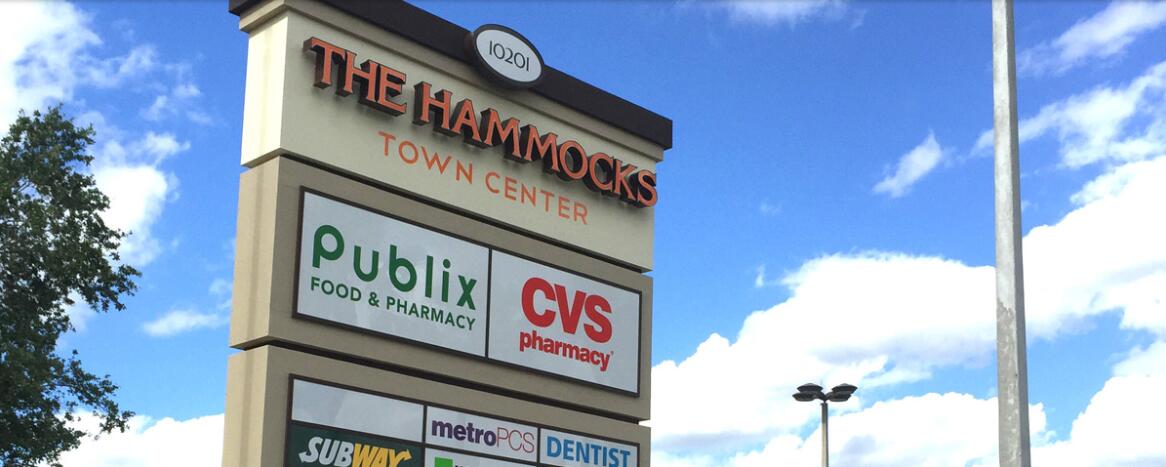 10201
THE HAMMOCKS
TOWN CENTER
Publix
FOOD & PHARMACY
CVS
pharmacy
metroPCS
DENTIST
SUBWAY